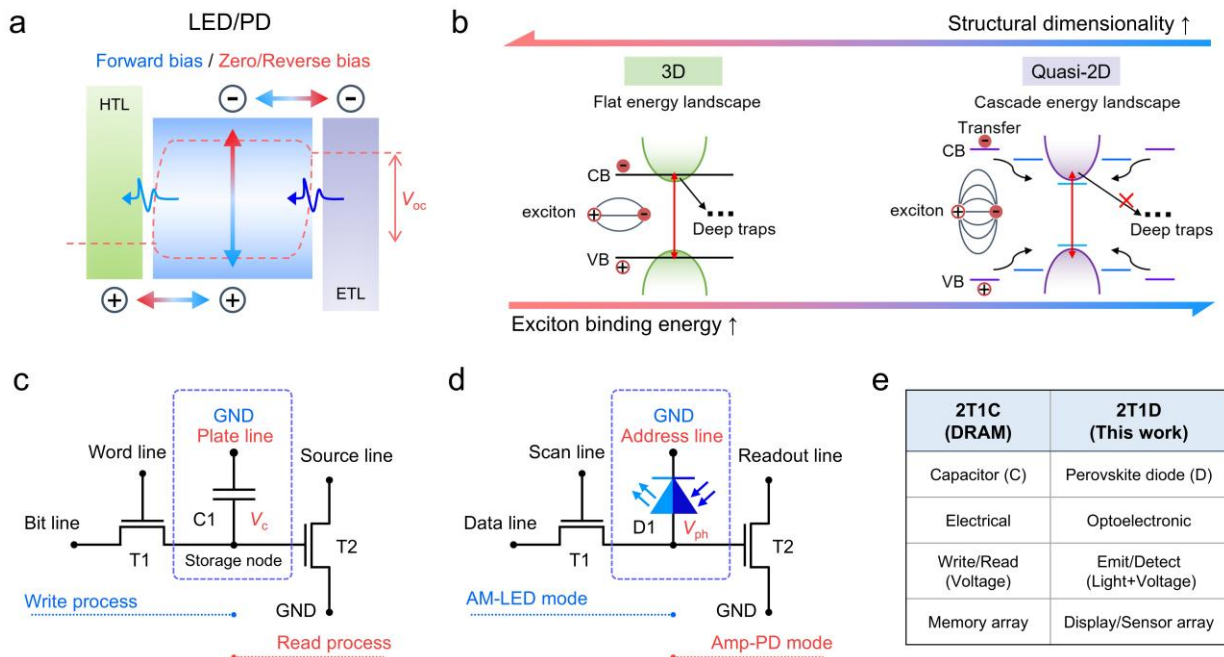 a
LED/PD
Forward bias / Zero/Reverse bias
HTL
−
−
V_oc
+
+
ETL
b
Structural dimensionality ↑
3D
Flat energy landscape
CB
−
exciton
+
−
Deep traps
VB
+
Quasi-2D
Cascade energy landscape
Transfer
−
CB
exciton
+
−
Deep traps
VB
+
Exciton binding energy ↑
c
GND
Plate line
Word line
Source line
Bit line
C1
V_c
T1
Storage node
T2
GND
Write process
Read process
d
GND
Address line
Scan line
Readout line
Data line
D1
V_ph
T1
T2
GND
AM-LED mode
Amp-PD mode
e
2T1C
(DRAM)
2T1D
(This work)
Capacitor (C)
Perovskite diode (D)
Electrical
Optoelectronic
Write/Read
(Voltage)
Emit/Detect
(Light+Voltage)
Memory array
Display/Sensor array